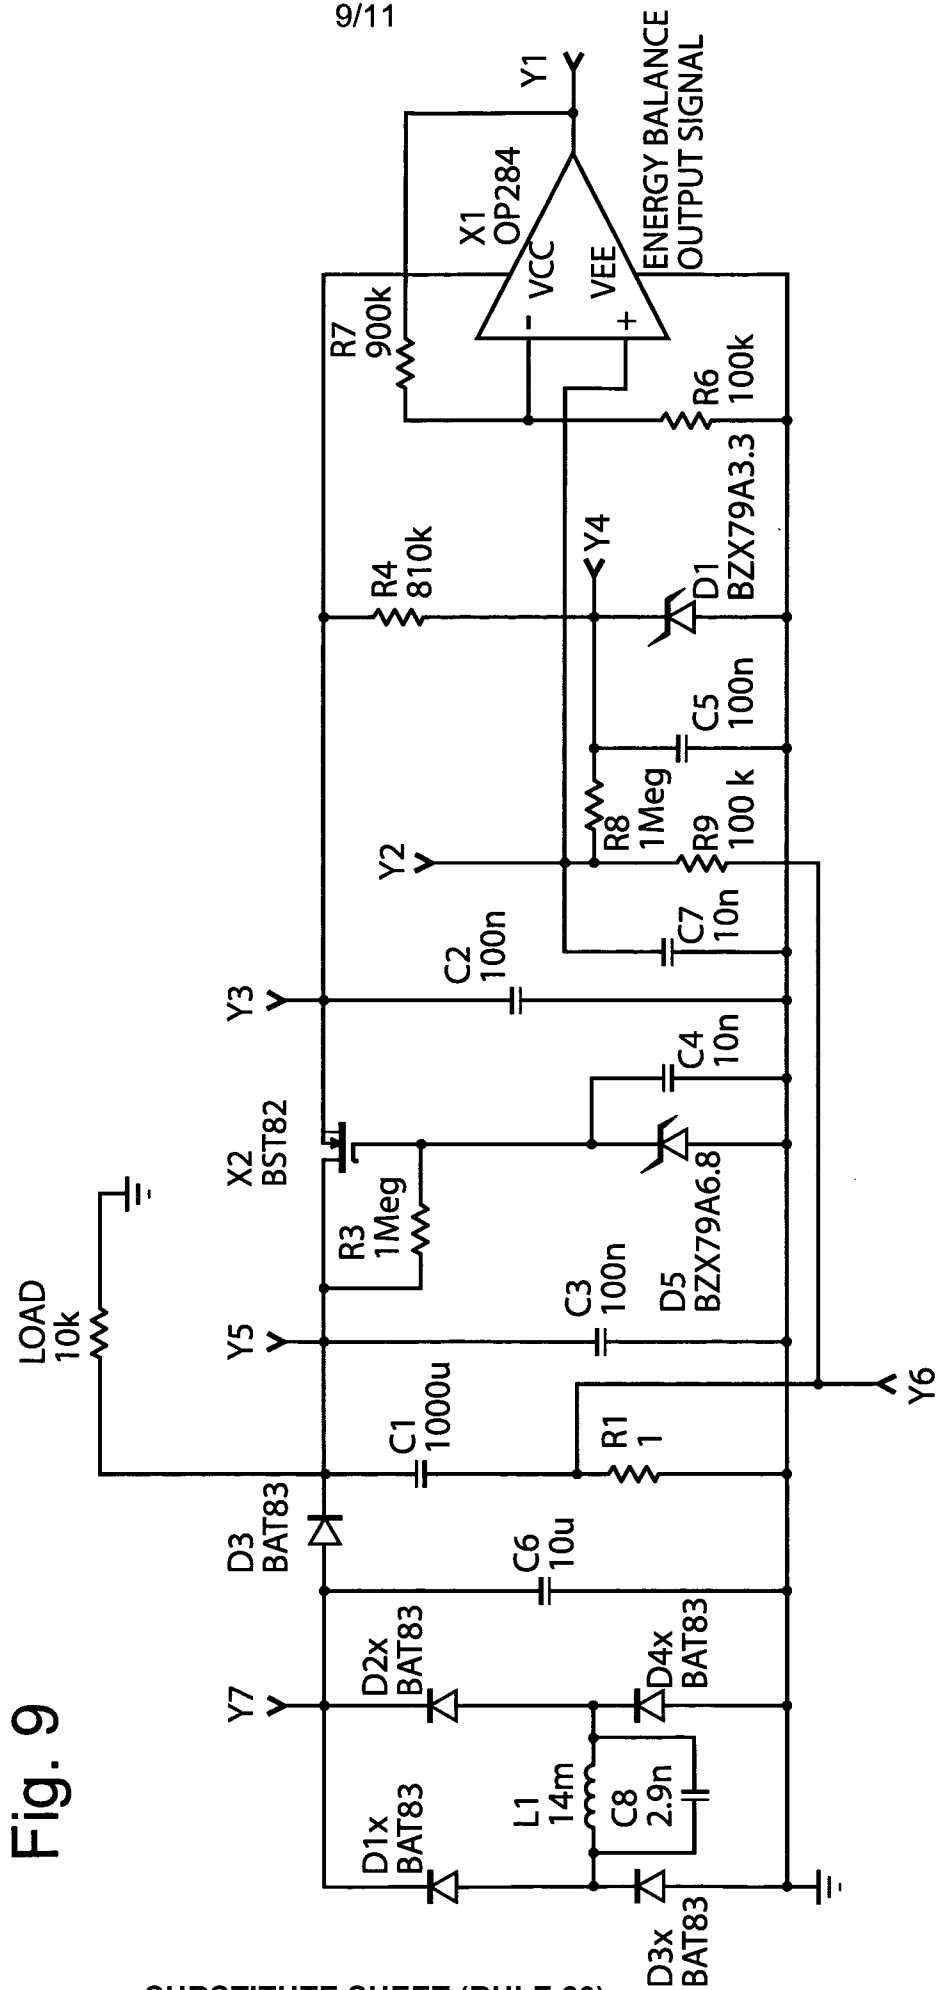 9/11
Fig. 9
LOAD
10k
Y7
D3
BAT83
Y5
X2
BST82
Y3
D1x
BAT83
D2x
BAT83
C1
1000u
R3
1Meg
C2
100n
Y2
R4
810k
R7
900k
X1
OP284
Y1
L1
14m
C8
2.9n
C6
10u
R1
1
C3
100n
D5
BZX79A6.8
C4
10n
C7
10n
R8
1Meg
R9
100 k
C5
100n
Y4
D1
BZX79A3.3
R6
100k
-
+
VCC
VEE
ENERGY BALANCE
OUTPUT SIGNAL
D3x
BAT83
D4x
BAT83
Y6